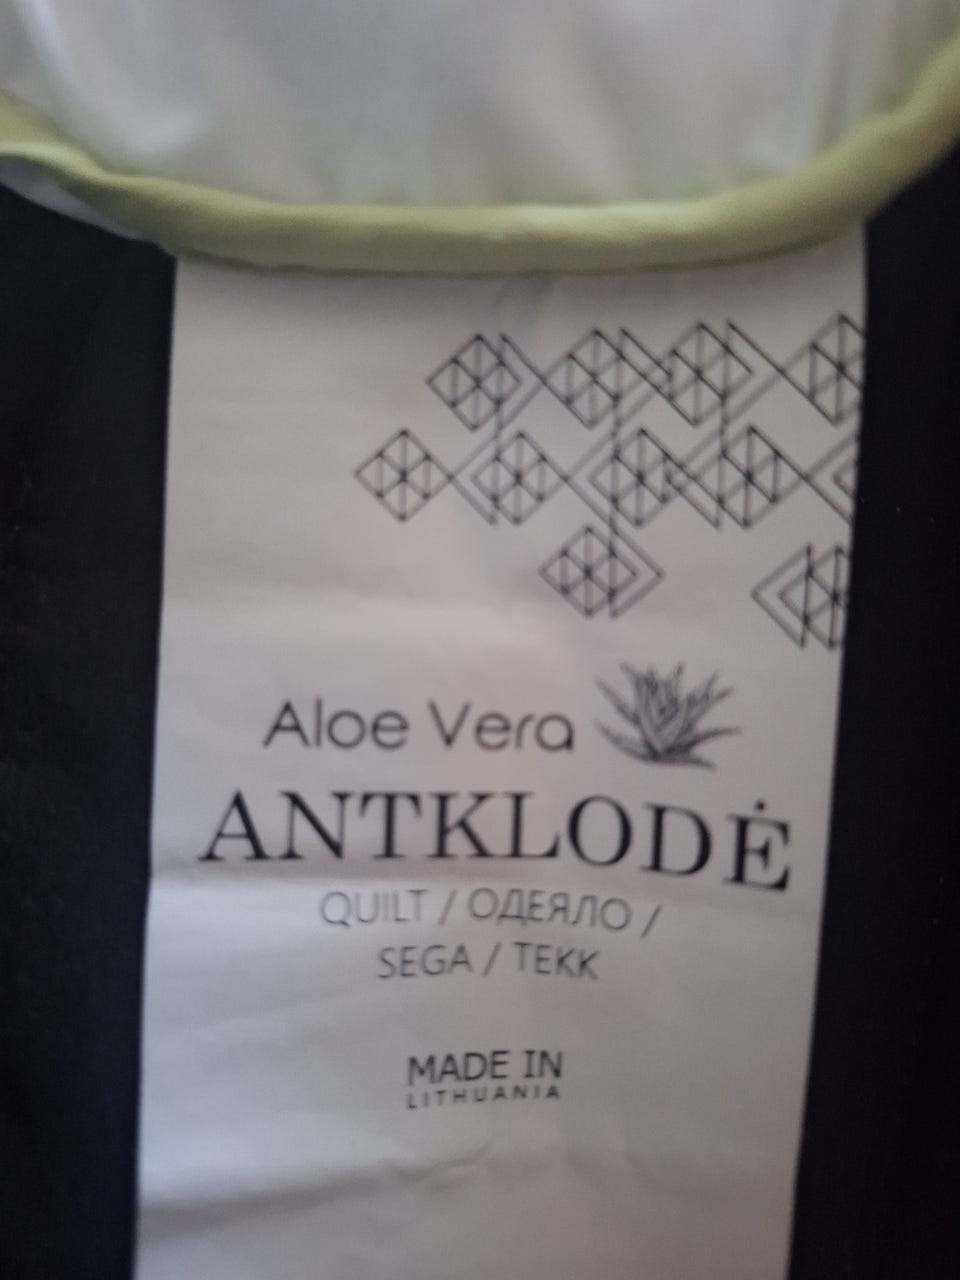 Aloe Vera
ANTKLODĖ
QUILT / ОДЕЯЛО /
SEGA / TEKK
MADE IN
LITHUANIA